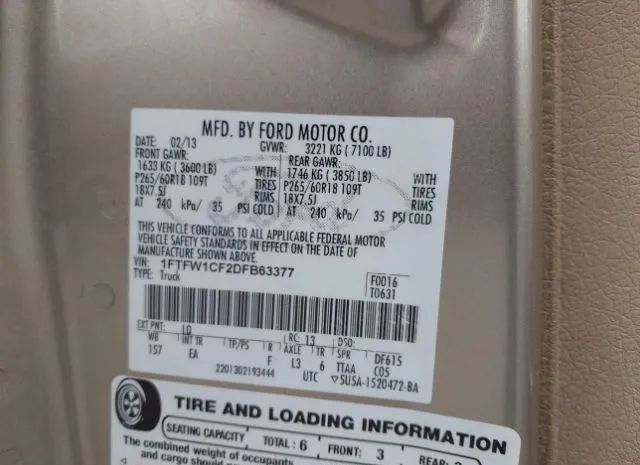 MFD. BY FORD MOTOR CO.
DATE: 02/13 GVWR: 3221 KG ( 7100 LB)
FRONT GAWR: REAR GAWR:
1633 KG ( 3600 LB) WITH 1746 KG ( 3850 LB) WITH
P265/60R18 109T TIRES P265/60R18 109T TIRES
18X7.5J RIMS 18X7.5J RIMS
AT 240 kPa/ 35 PSI COLD AT 240 kPa/ 35 PSI COLD
THIS VEHICLE CONFORMS TO ALL APPLICABLE FEDERAL MOTOR
VEHICLE SAFETY STANDARDS IN EFFECT ON THE DATE OF
MANUFACTURE SHOWN ABOVE.
VIN: 1FTFW1CF2DFB63377 F0016
TYPE: Truck T0631
EXT PNT: LQ RC: 13 DSO:
WB INT TR TP/PS R AXLE TR SPR DF615
157 EA F L3 6 TTAA C05
2201302193444 UTC ▽5U5A-1520472-BA
TIRE AND LOADING INFORMATION
SEATING CAPACITY TOTAL : 6 FRONT: 3 REAR:
The combined weight of occupants
and cargo should